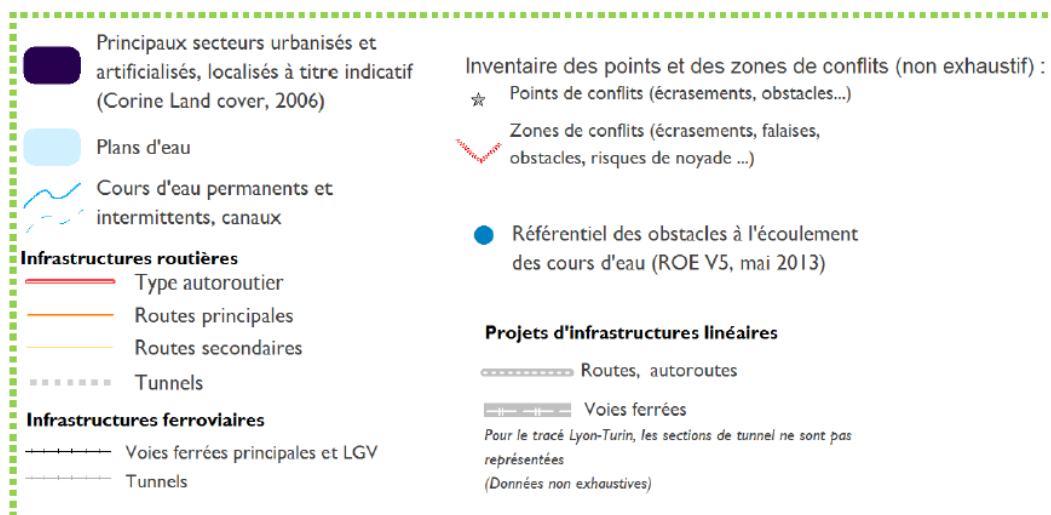 Principaux secteurs urbanisés et
artificialisés, localisés à titre indicatif
(Corine Land cover, 2006)
Plans d'eau
Cours d'eau permanents et
intermittents, canaux
Infrastructures routières
Type autoroutier
Routes principales
Routes secondaires
Tunnels
Infrastructures ferroviaires
Voies ferrées principales et LGV
Tunnels
Inventaire des points et des zones de conflits (non exhaustif) :
Points de conflits (écrasements, obstacles...)
Zones de conflits (écrasements, falaises,
obstacles, risques de noyade ...)
Référentiel des obstacles à l'écoulement
des cours d'eau (ROE V5, mai 2013)
Projets d'infrastructures linéaires
Routes, autoroutes
Voies ferrées
Pour le tracé Lyon-Turin, les sections de tunnel ne sont pas
représentées
(Données non exhaustives)